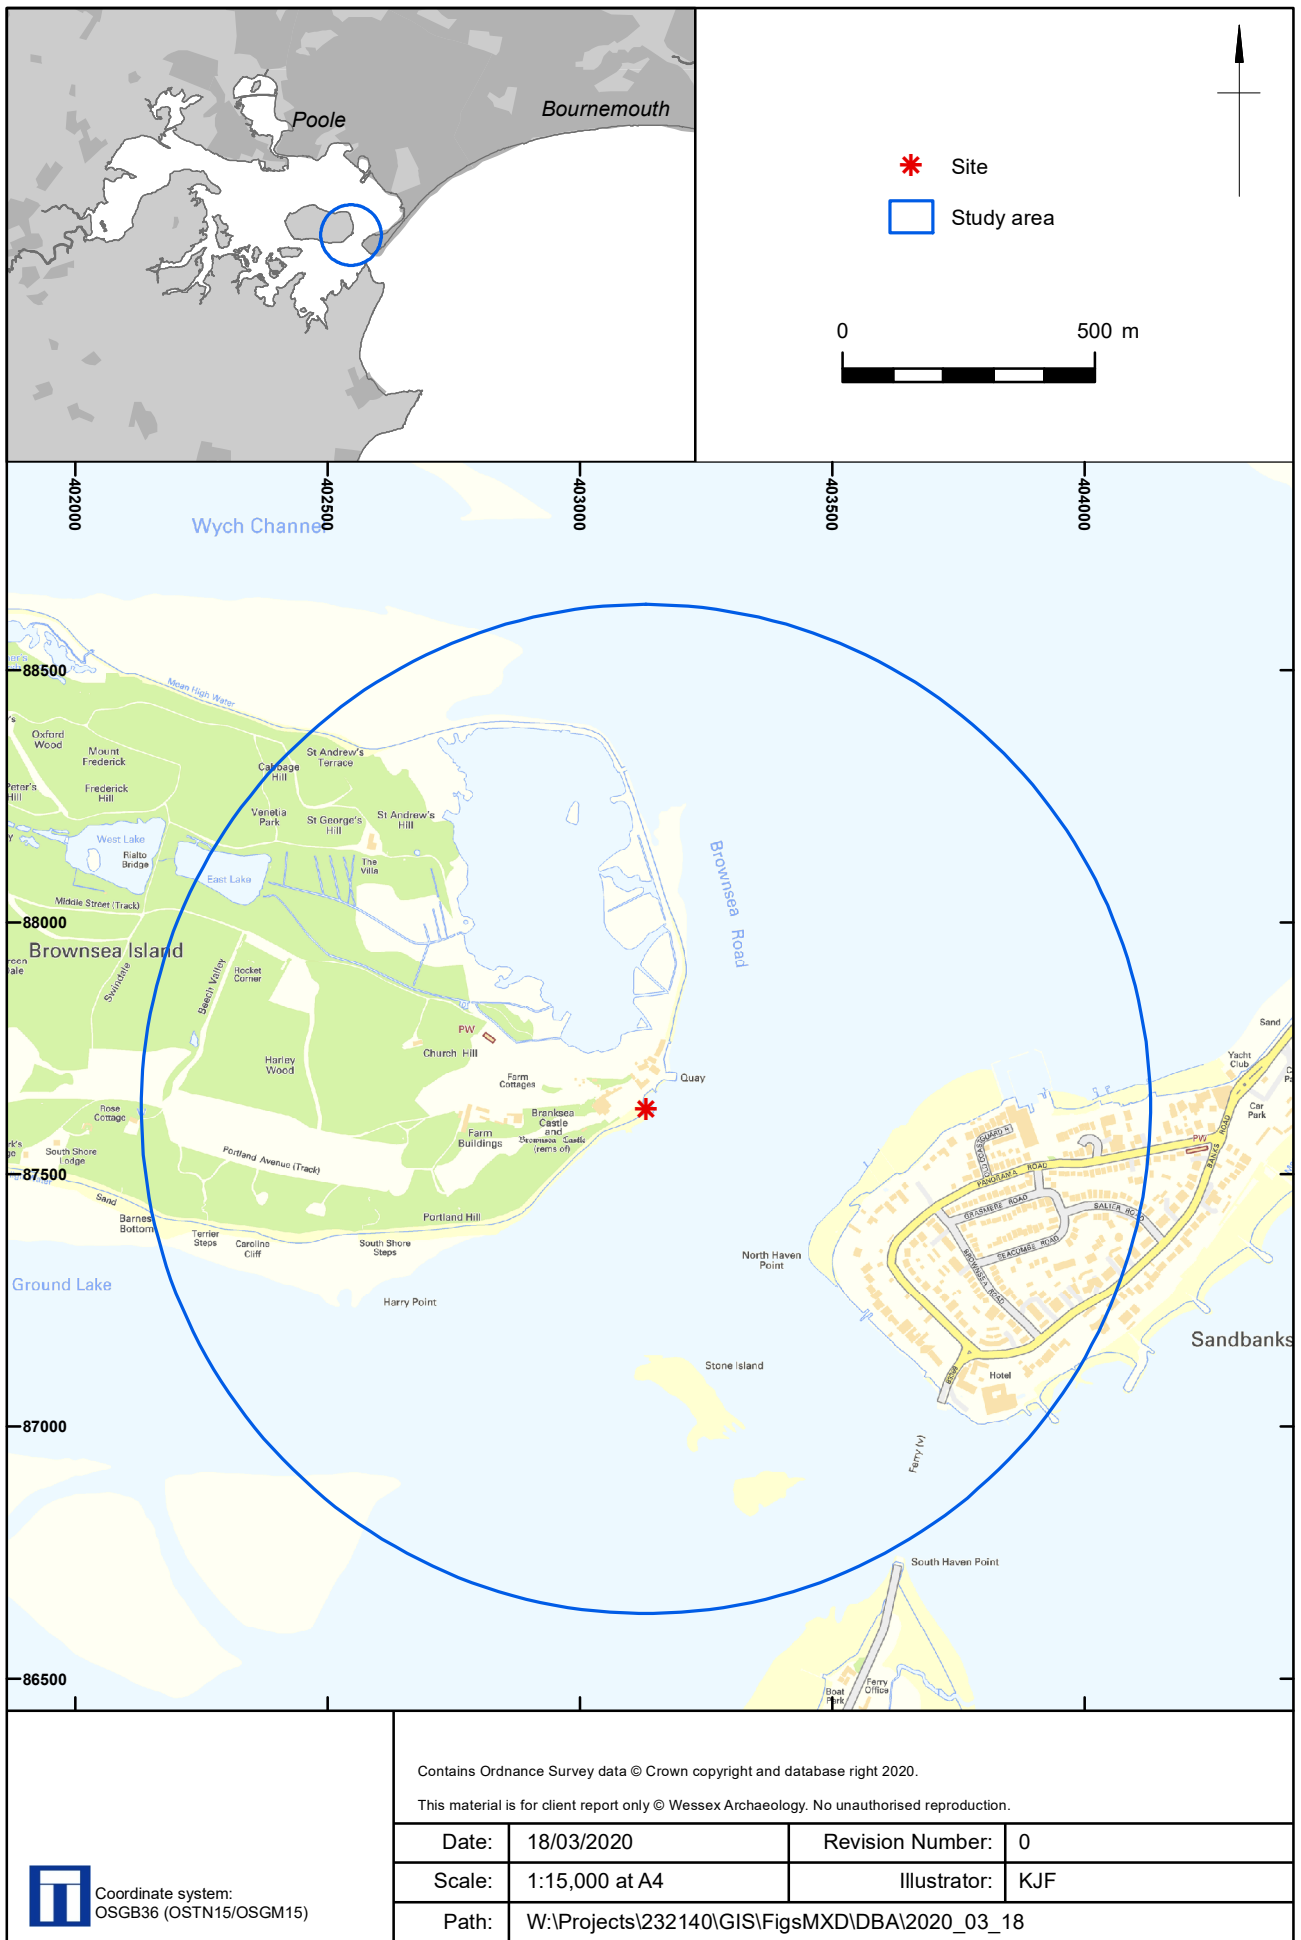 Poole
Bournemouth
Site
Study area
0
500 m
402000
402500
403000
403500
404000
Wych Channel
88500
Mean High Water
Oxford
Wood
Mount
Frederick
St Andrew's
Terrace
Cabbage
Hill
Peter's
Hill
Frederick
Hill
Venetia
Park
St George's
Hill
St Andrew's
Hill
West Lake
Rialto
Bridge
East Lake
The
Villa
Brownsea Road
Middle Street (Track)
88000
Brownsea Island
Swindale
Beech Valley
Rocket
Corner
PW
Church Hill
Harley
Wood
Farm
Cottages
Quay
Rose
Cottage
Farm
Buildings
Branksea
Castle
and
Brownsea Castle
(rems of)
South Shore
Lodge
87500
Portland Avenue (Track)
Sand
Barnes
Bottom
Terrier
Steps
Caroline
Cliff
South Shore
Steps
Portland Hill
Ground Lake
Harry Point
North Haven
Point
Sand
Yacht
Club
Car
Park
BANKS ROAD
PW
OLD COASTGUARD R
PANORAMA ROAD
GRASMERE ROAD
SALTER ROAD
SEACOMBE ROAD
BROWNSEA ROAD
Sandbanks
Stone Island
Hotel
B3369
87000
Ferry (v)
South Haven Point
86500
Boat
Park
Ferry
Office
Contains Ordnance Survey data © Crown copyright and database right 2020.
This material is for client report only © Wessex Archaeology. No unauthorised reproduction.
Date: 18/03/2020 Revision Number: 0
Scale: 1:15,000 at A4 Illustrator: KJF
Path: W:\Projects\232140\GIS\FigsMXD\DBA\2020_03_18
Coordinate system:
OSGB36 (OSTN15/OSGM15)